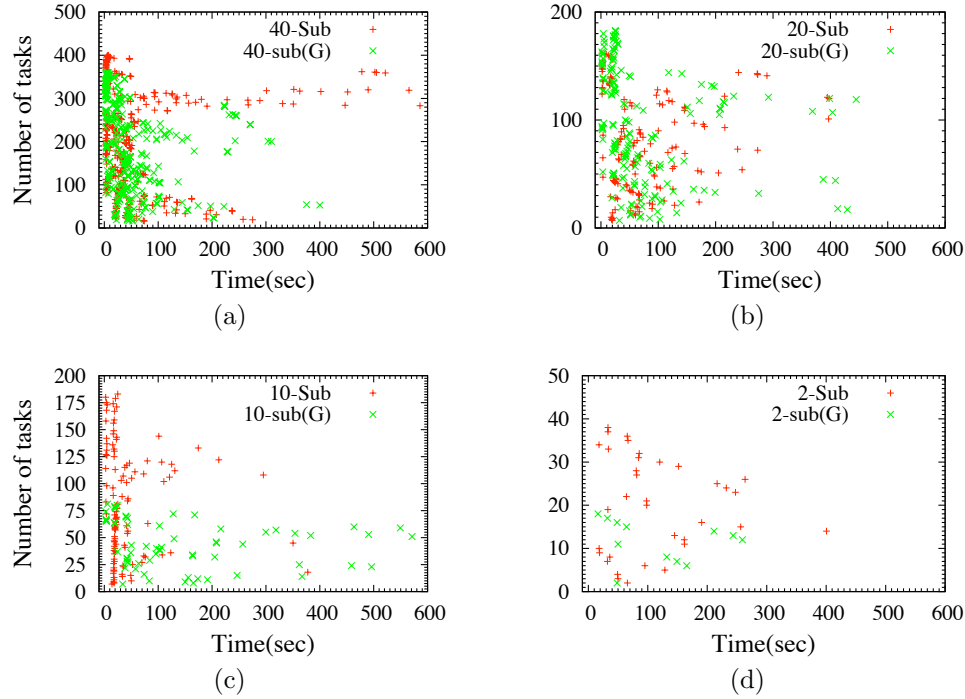 500
400
300
200
100
0
Number of tasks
40-Sub
40-sub(G)
0 100 200 300 400 500 600
Time(sec)
(a)
200
100
0
20-Sub
20-sub(G)
0 100 200 300 400 500 600
Time(sec)
(b)
200
175
150
125
100
75
50
25
0
Number of tasks
10-Sub
10-sub(G)
0 100 200 300 400 500 600
Time(sec)
(c)
50
40
30
20
10
0
2-Sub
2-sub(G)
0 100 200 300 400 500 600
Time(sec)
(d)